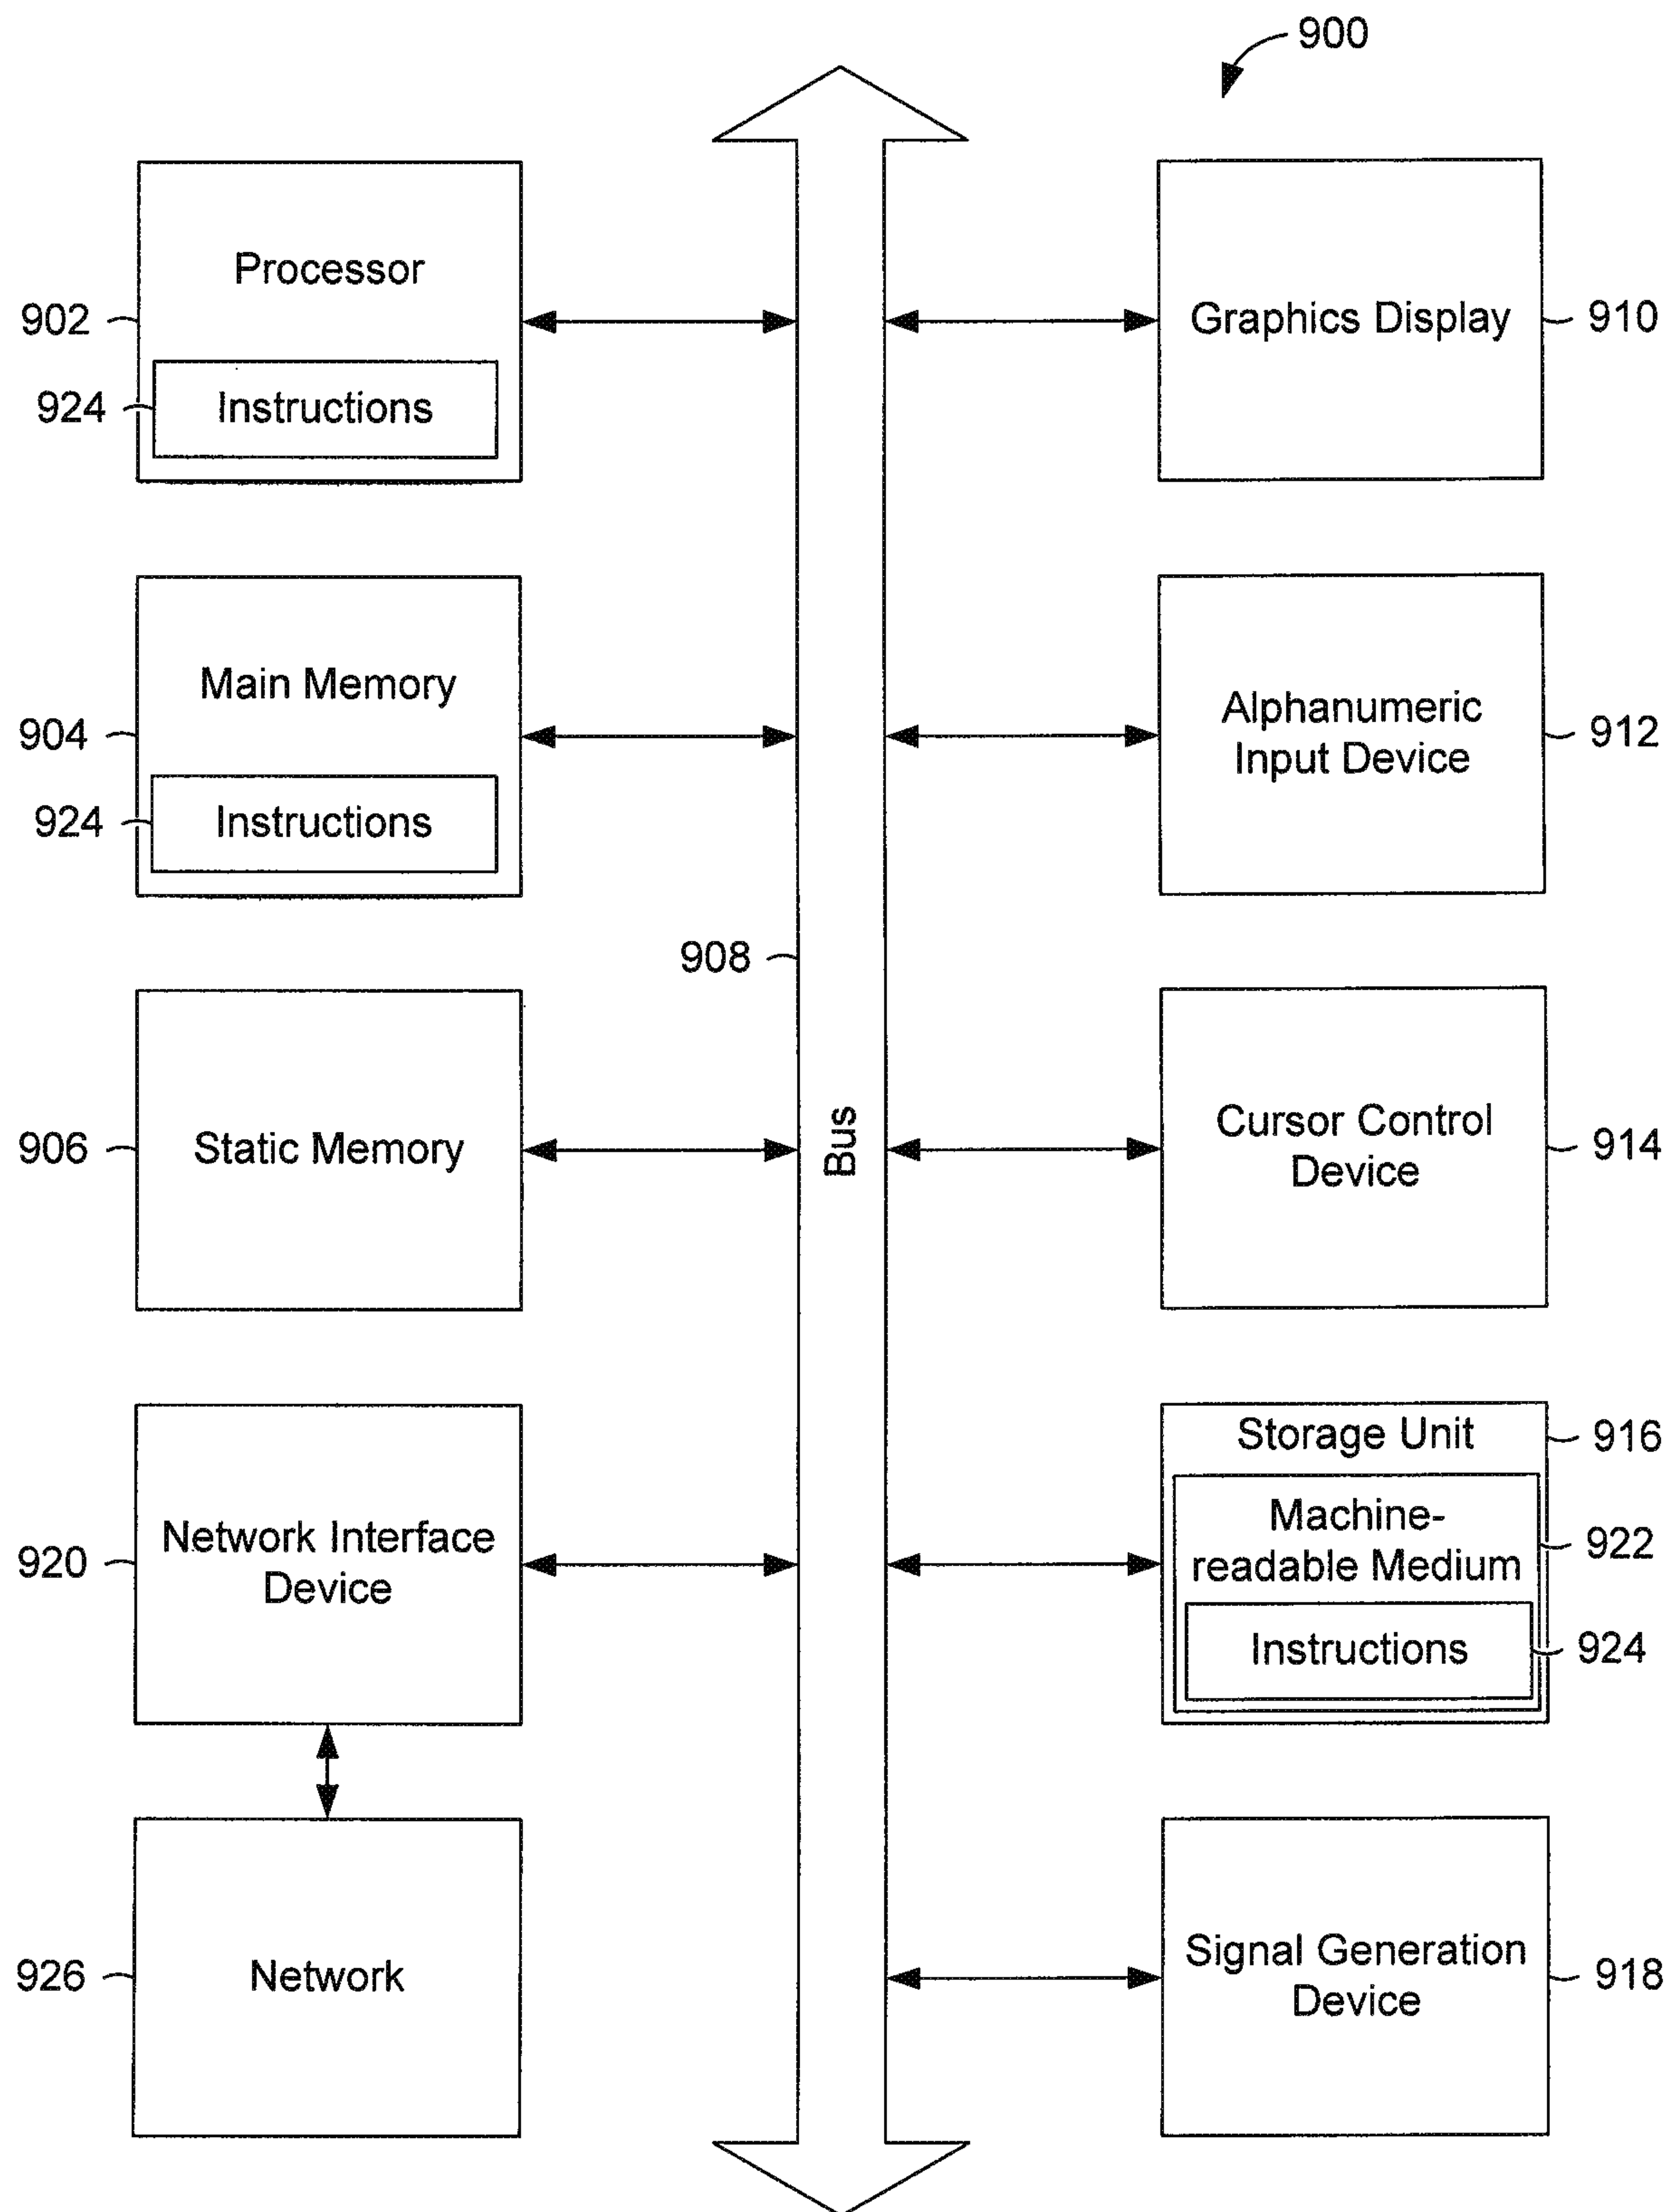 900
Processor
902
924
Instructions
Graphics Display
910
Main Memory
904
924
Instructions
Alphanumeric
Input Device
912
908
Bus
906
Static Memory
Cursor Control
Device
914
920
Network Interface
Device
Storage Unit
916
Machine-
readable Medium
922
Instructions
924
926
Network
Signal Generation
Device
918